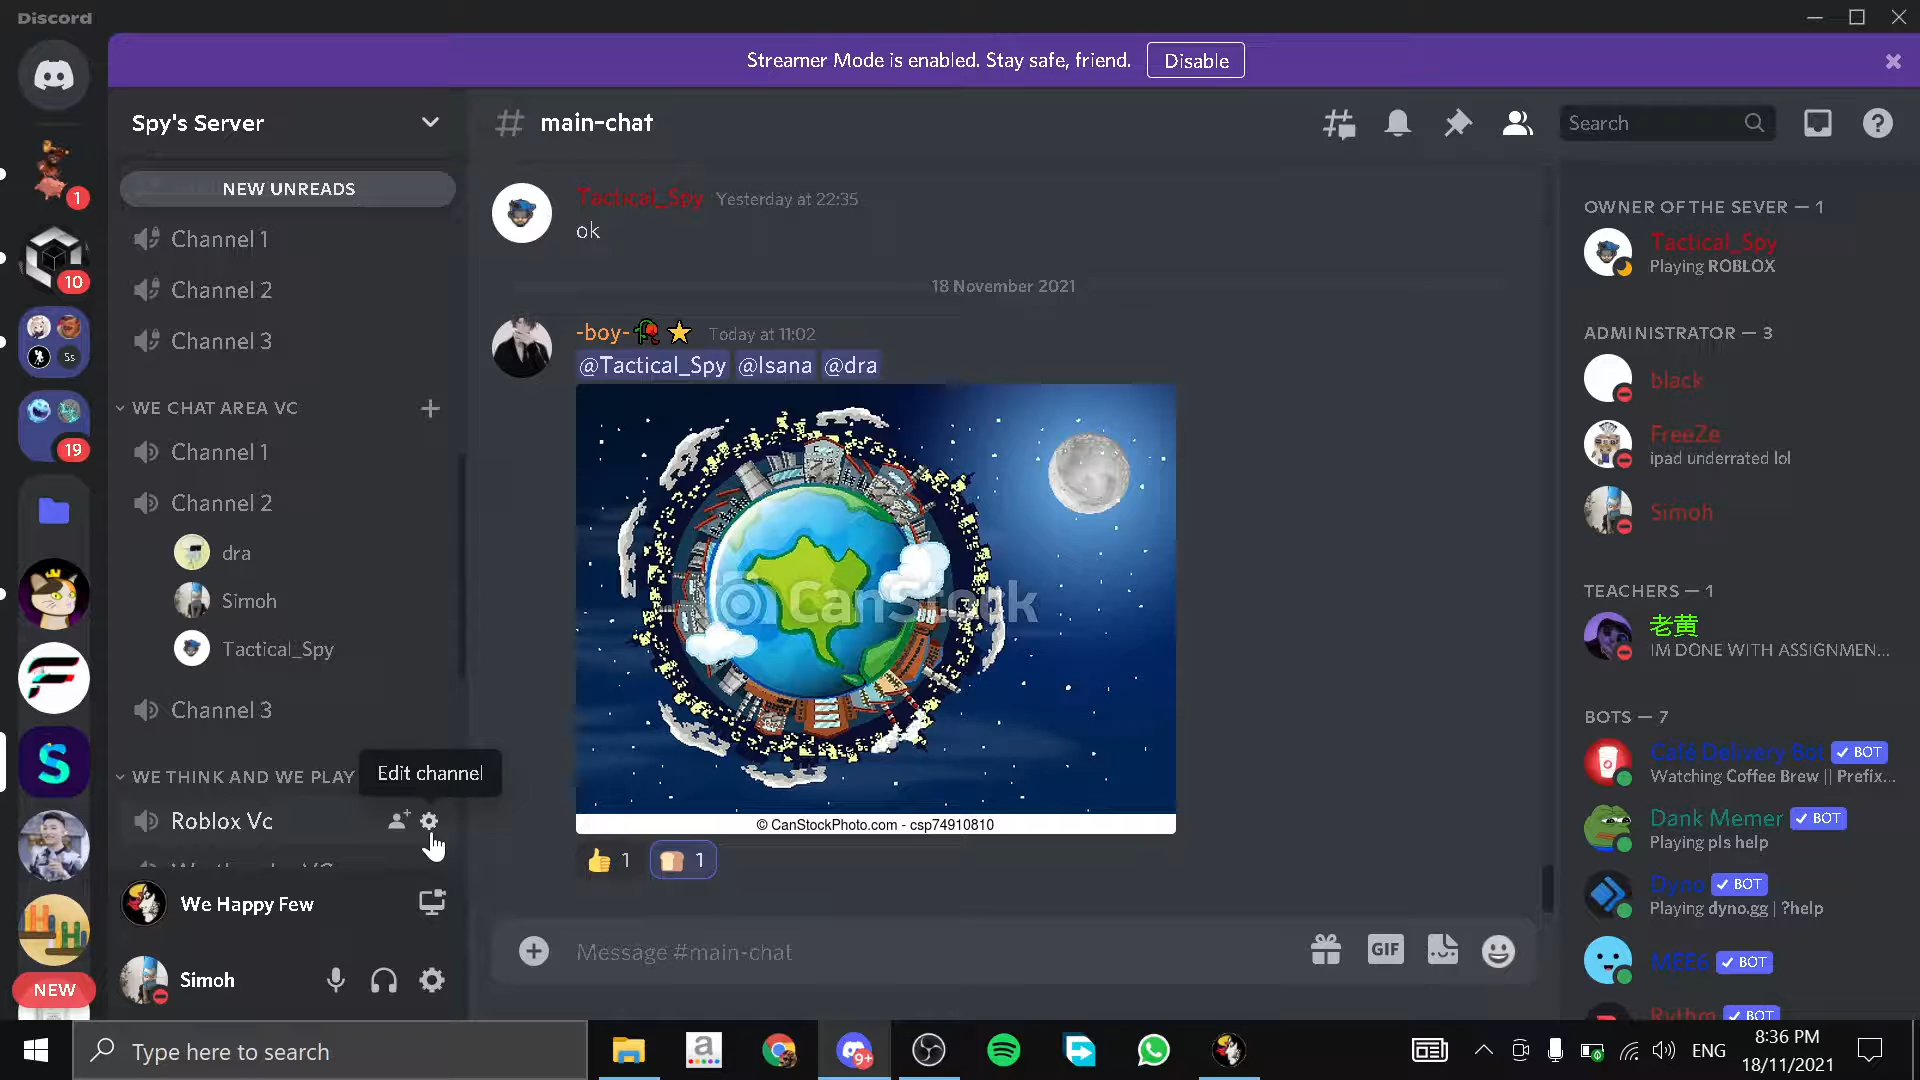 Discord
Streamer Mode is enabled. Stay safe, friend. Disable
Spy's Server
NEW UNREADS
Channel 1
Channel 2
Channel 3
WE CHAT AREA VC
Channel 1
Channel 2
dra
Simoh
Tactical_Spy
Channel 3
WE THINK AND WE PLAY
Edit channel
Roblox Vc
We Happy Few
Simoh
1
10
Ss
19
NEW
main-chat
Search
Tactical_Spy Yesterday at 22:35
ok
18 November 2021
-boy- Today at 11:02
@Tactical_Spy @Isana @dra
CanStock
© CanStockPhoto.com - csp74910810
1 1
Message #main-chat
GIF
OWNER OF THE SEVER — 1
Tactical_Spy
Playing ROBLOX
ADMINISTRATOR — 3
black
FreeZe
ipad underrated lol
Simoh
TEACHERS — 1
老黄
IM DONE WITH ASSIGNMEN...
BOTS — 7
Café Delivery Bot BOT
Watching Coffee Brew || Prefix...
Dank Memer BOT
Playing pls help
Dyno BOT
Playing dyno.gg | ?help
MEE6 BOT
Rythm BOT
Type here to search
a
9+
ENG
8:36 PM
18/11/2021